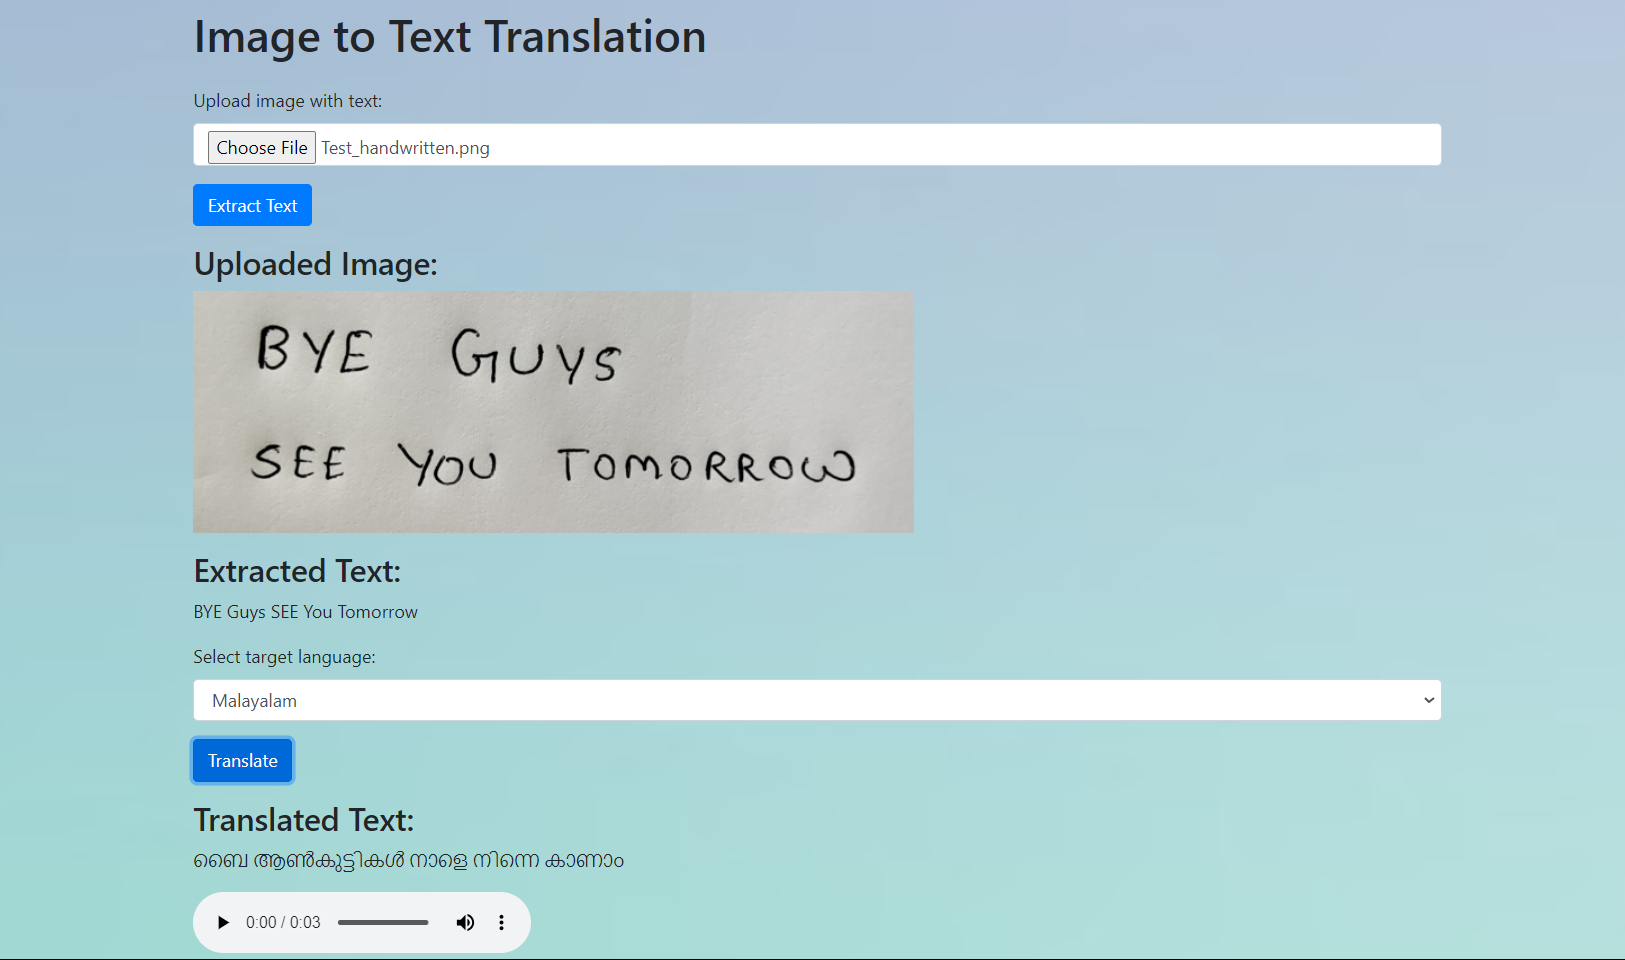 Image to Text Translation
Upload image with text:
Choose File Test_handwritten.png
Extract Text
Uploaded Image:
BYE GUYS
SEE YOU TOMORROW
Extracted Text:
BYE Guys SEE You Tomorrow
Select target language:
Malayalam
Translate
Translated Text:
ബൈ ആൺകുട്ടികൾ നാളെ നിന്നെ കാണാം
0:00 / 0:03